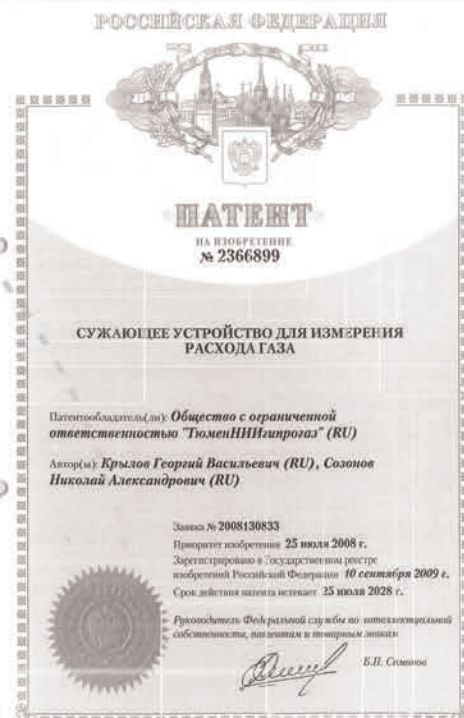 РОССИЙСКАЯ ФЕДЕРАЦИЯ
ПАТЕНТ
НА ИЗОБРЕТЕНИЕ
№ 2366899
СУЖАЮЩЕЕ УСТРОЙСТВО ДЛЯ ИЗМЕРЕНИЯ
РАСХОДА ГАЗА
Патентообладатель(ли): Общество с ограниченной
ответственностью "ТюменНИИгипрогаз" (RU)
Автор(ы): Крылов Георгий Васильевич (RU), Созонов
Николай Александрович (RU)
Заявка № 2008130833
Приоритет изобретения 25 июля 2008 г.
Зарегистрировано в Государственном реестре
изобретений Российской Федерации 10 сентября 2009 г.
Срок действия патента истекает 25 июля 2028 г.
Руководитель Федеральной службы по интеллектуальной
собственности, патентам и товарным знакам
Б.П. Симонов